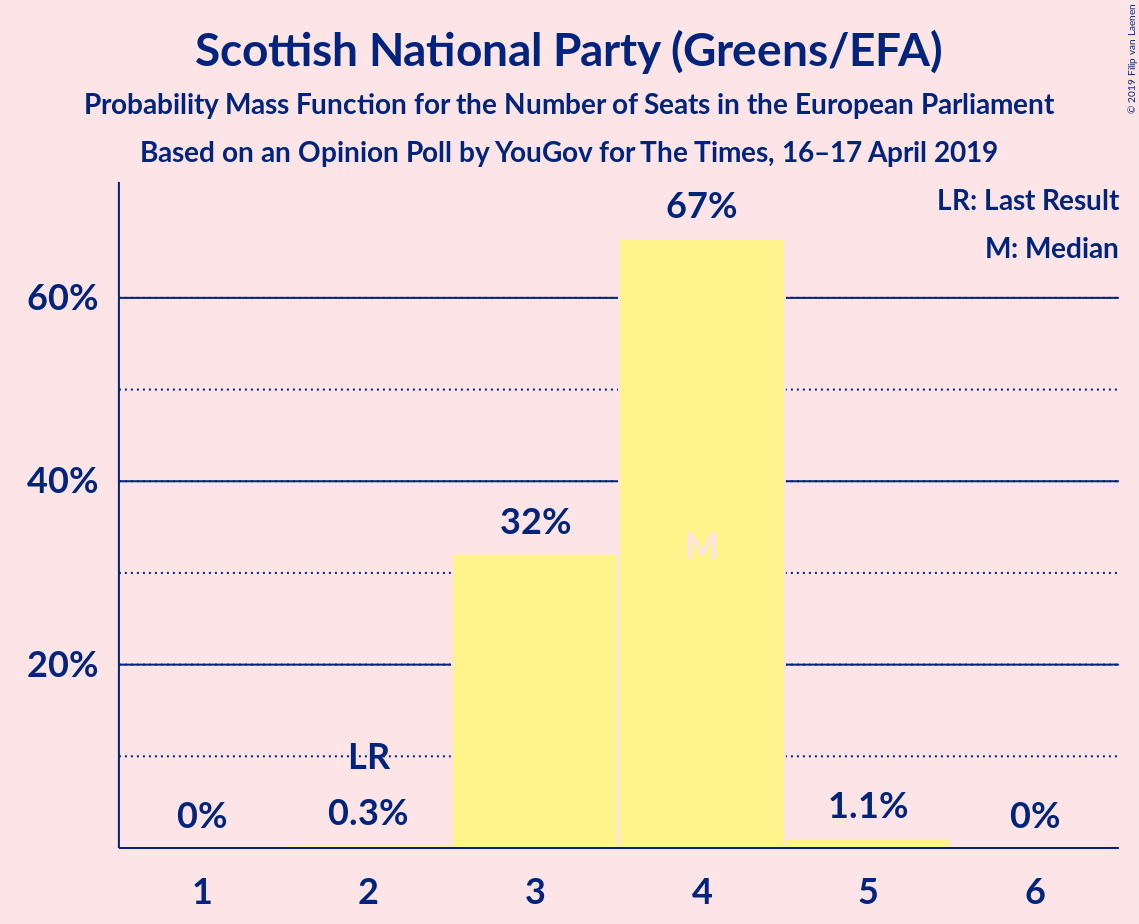 Scottish National Party (Greens/EFA)
Probability Mass Function for the Number of Seats in the European Parliament
Based on an Opinion Poll by YouGov for The Times, 16–17 April 2019
© 2019 Filip van Laenen
LR: Last Result
M: Median
67%
60%
40%
32%
M
20%
LR
0%
0.3%
1.1%
0%
1 2 3 4 5 6